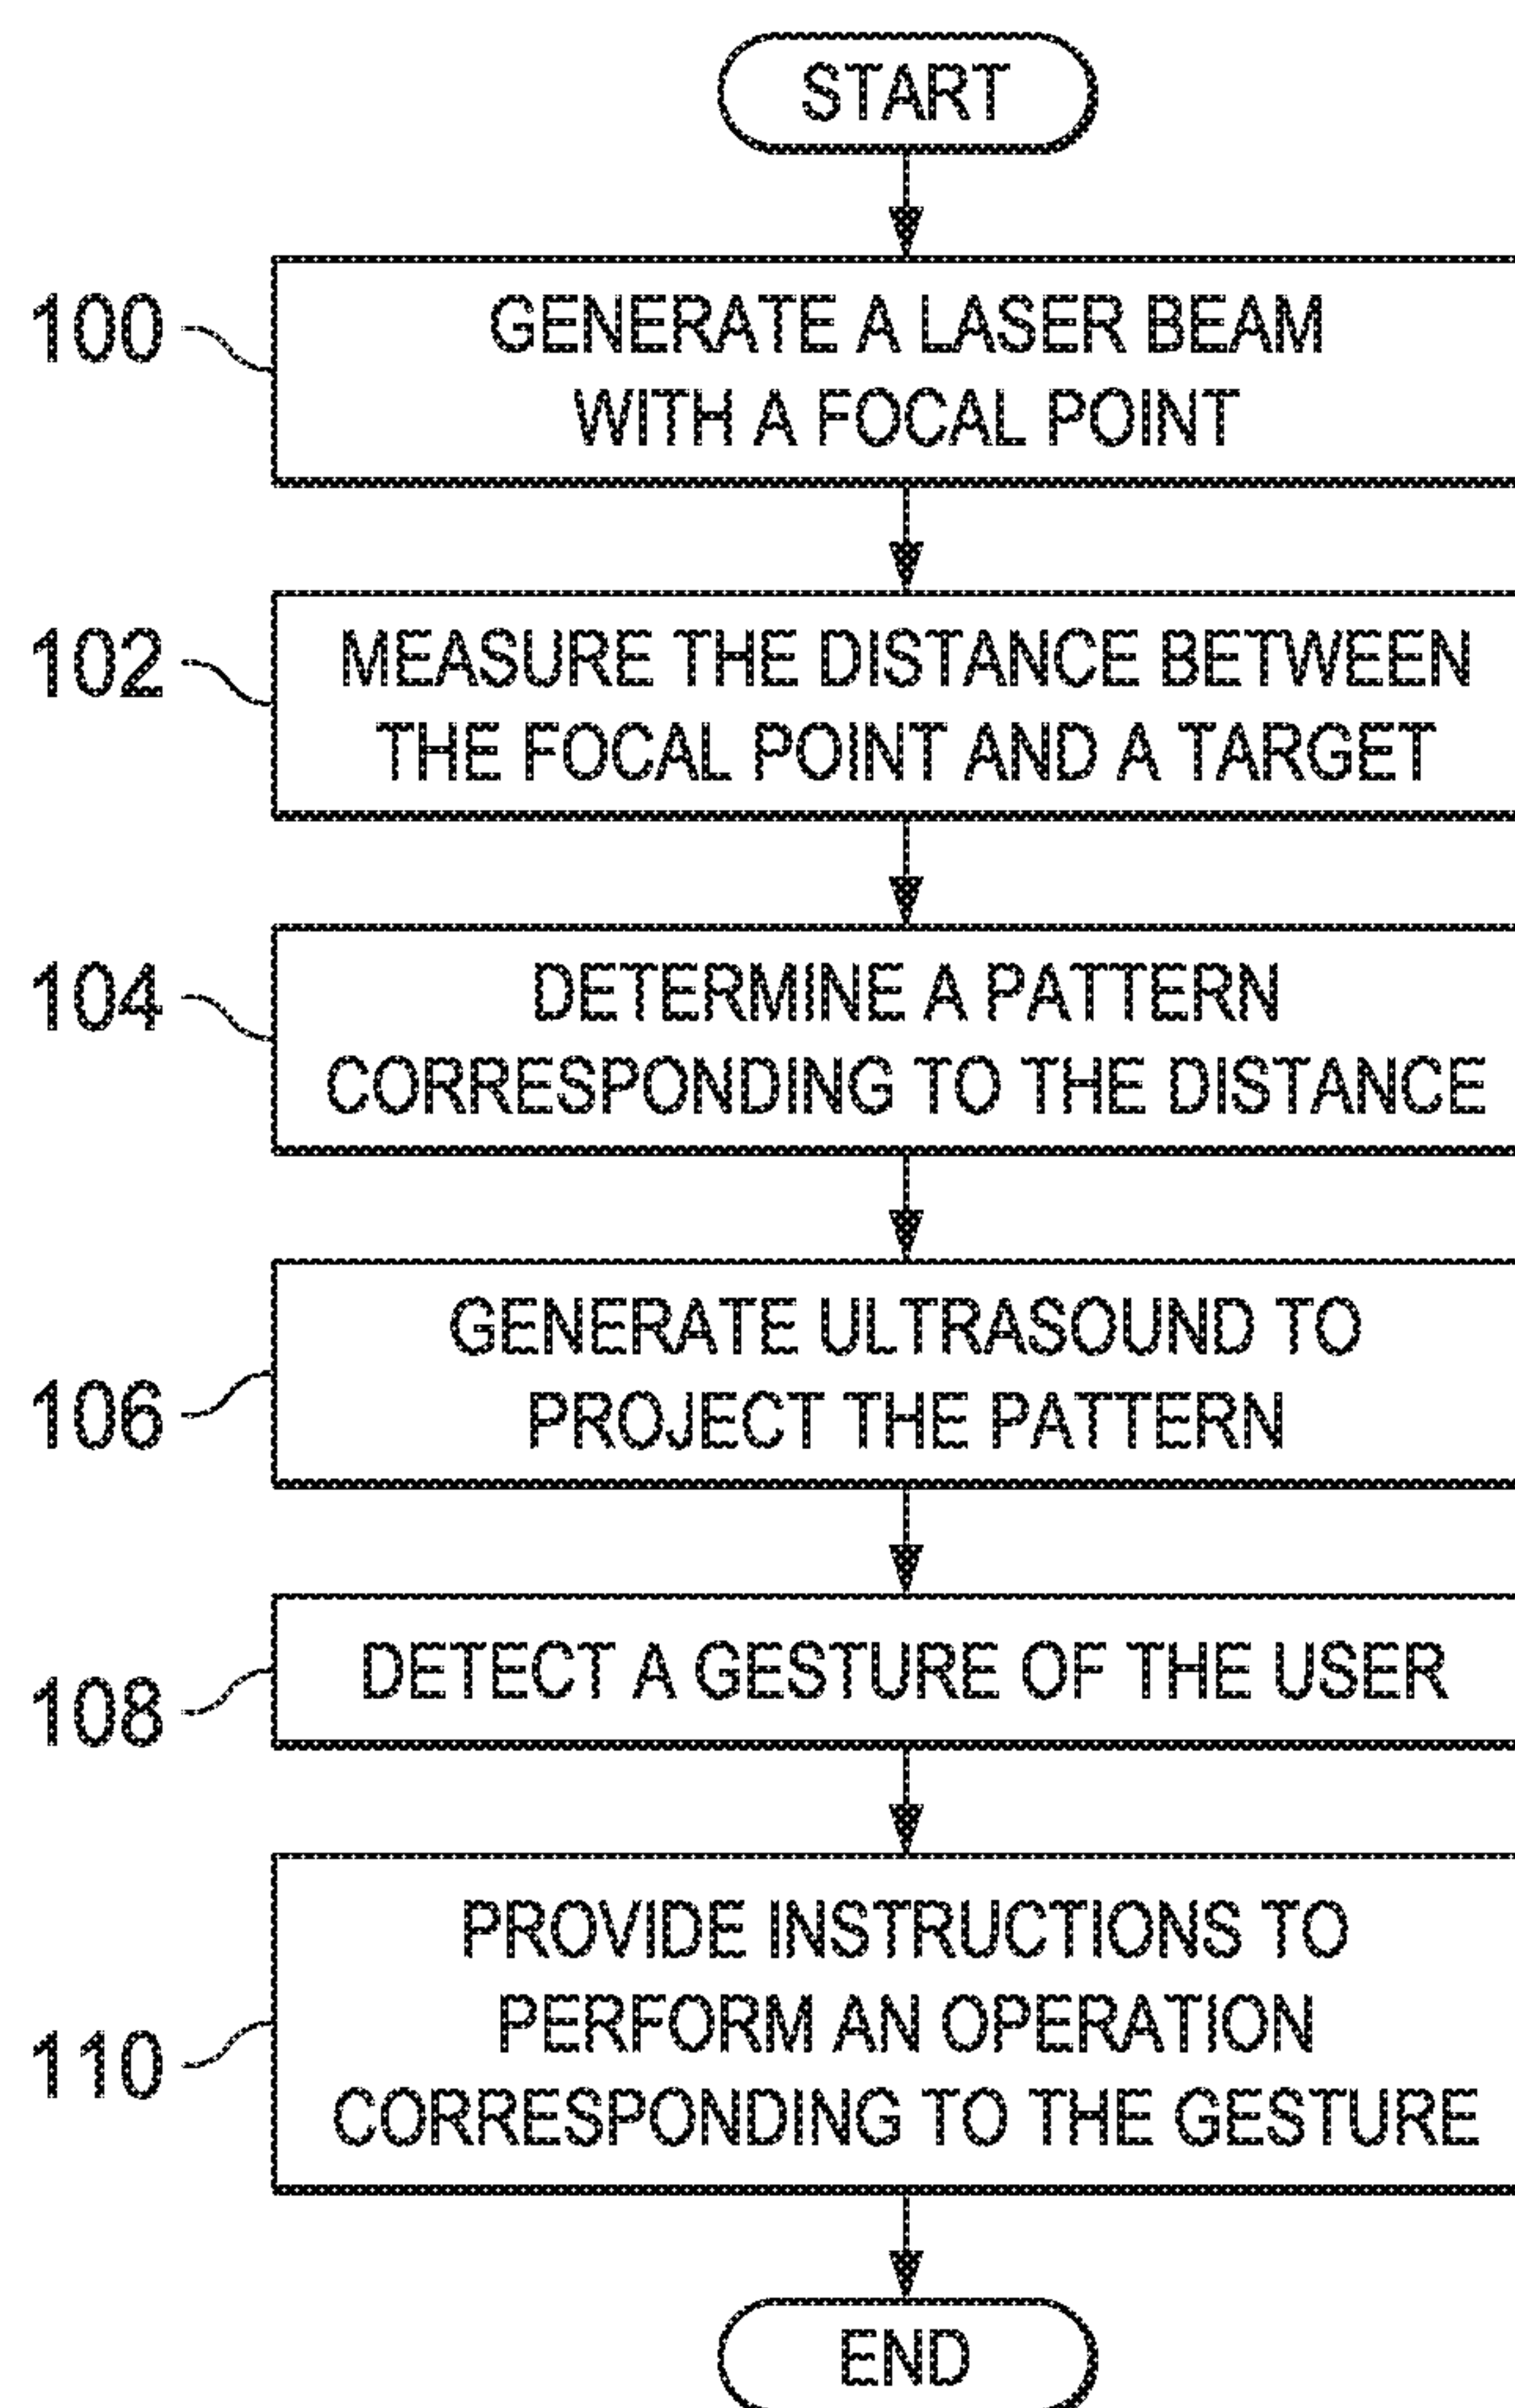 START
100
GENERATE A LASER BEAM
WITH A FOCAL POINT
102
MEASURE THE DISTANCE BETWEEN
THE FOCAL POINT AND A TARGET
104
DETERMINE A PATTERN
CORRESPONDING TO THE DISTANCE
106
GENERATE ULTRASOUND TO
PROJECT THE PATTERN
108
DETECT A GESTURE OF THE USER
110
PROVIDE INSTRUCTIONS TO
PERFORM AN OPERATION
CORRESPONDING TO THE GESTURE
END